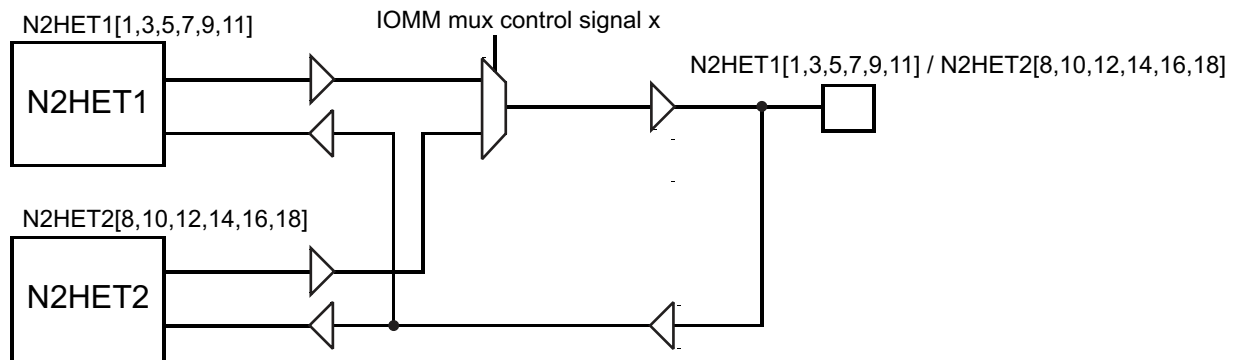 IOMM mux control signal x
N2HET1[1,3,5,7,9,11]
N2HET1[1,3,5,7,9,11] / N2HET2[8,10,12,14,16,18]
N2HET1
N2HET2[8,10,12,14,16,18]
N2HET2